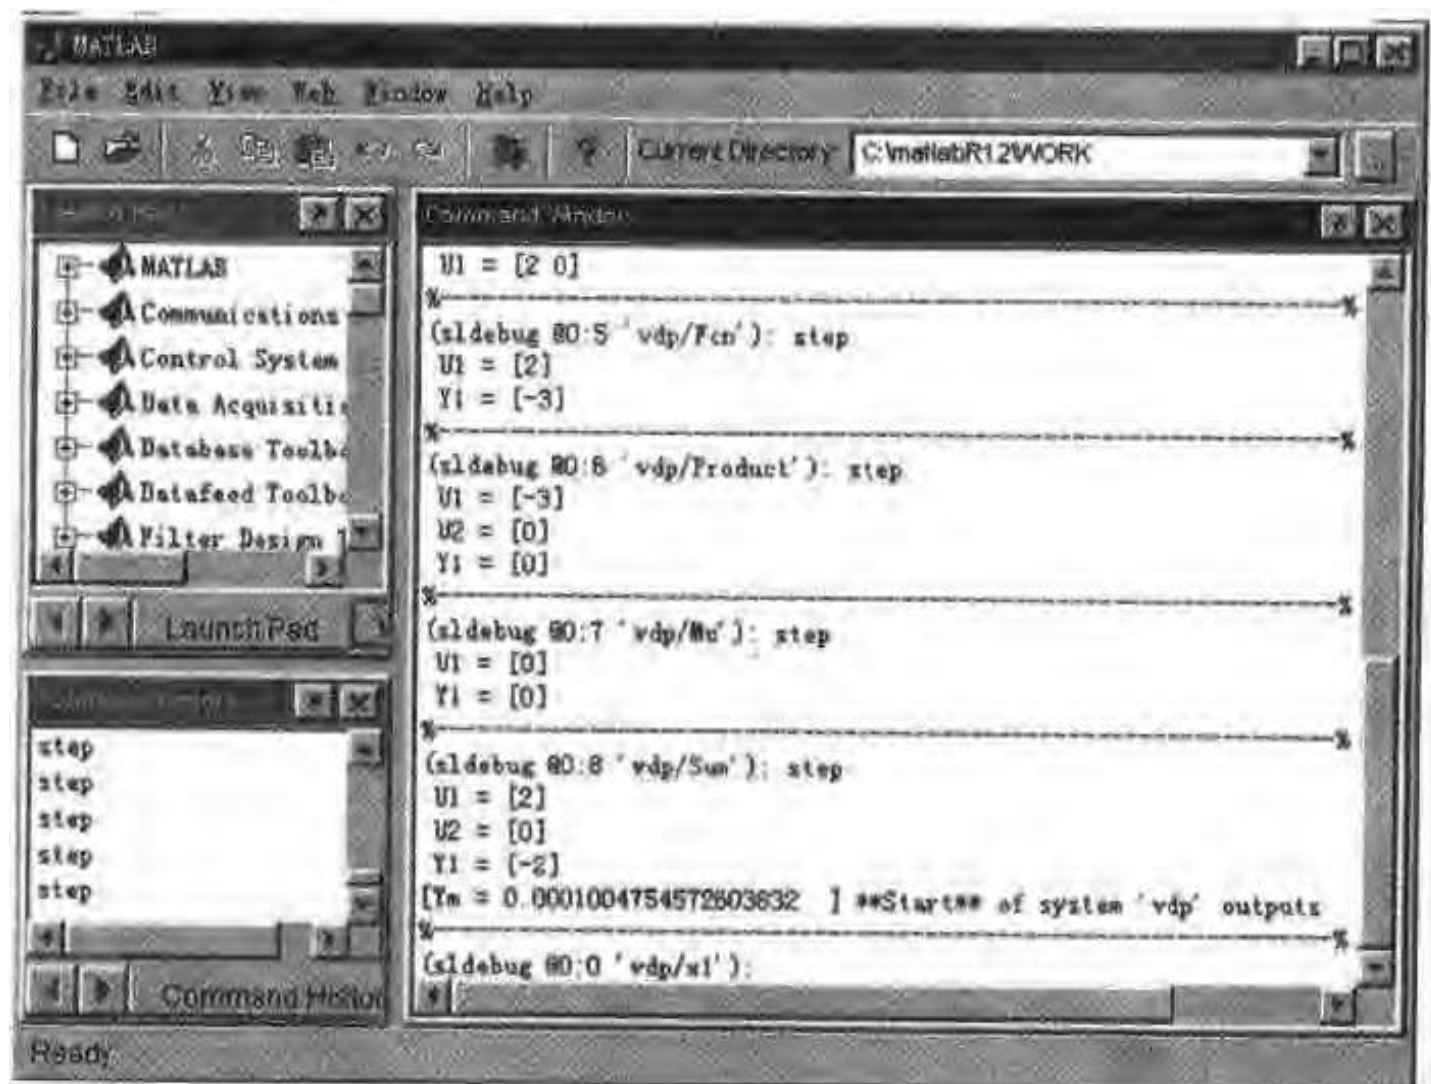 MATLAB
File Edit View Web Window Help
Current Directory: C:\matlabR12\WORK
MATLAB
Communications
Control System
Data Acquisitic
Database Toolbo
Datafeed Toolbo
Filter Design T
Launch Pad
step
step
step
step
step
Command Histor
Command Window
U1 = [2 0]
%----------------------------------------------------------------%
(sldebug @0:5 'vdp/Fcn'): step
U1 = [2]
Y1 = [-3]
%----------------------------------------------------------------%
(sldebug @0:6 'vdp/Product'): step
U1 = [-3]
U2 = [0]
Y1 = [0]
%----------------------------------------------------------------%
(sldebug @0:7 'vdp/Mu'): step
U1 = [0]
Y1 = [0]
%----------------------------------------------------------------%
(sldebug @0:8 'vdp/Sum'): step
U1 = [2]
U2 = [0]
Y1 = [-2]
[Tm = 0.0001004754572603832 ] **Start** of system 'vdp' outputs
%----------------------------------------------------------------%
(sldebug @0:0 'vdp/x1'):
Ready